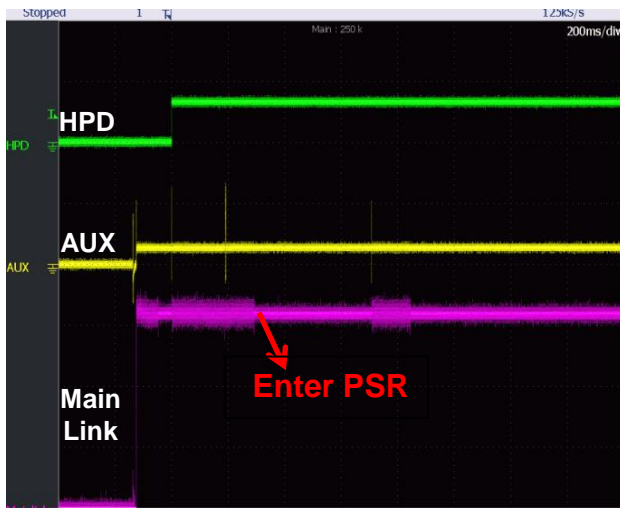 Stopped 1 T 125kS/s
Main : 250 k 200ms/div
HPD
HPD
AUX
AUX
Enter PSR
Main
Link